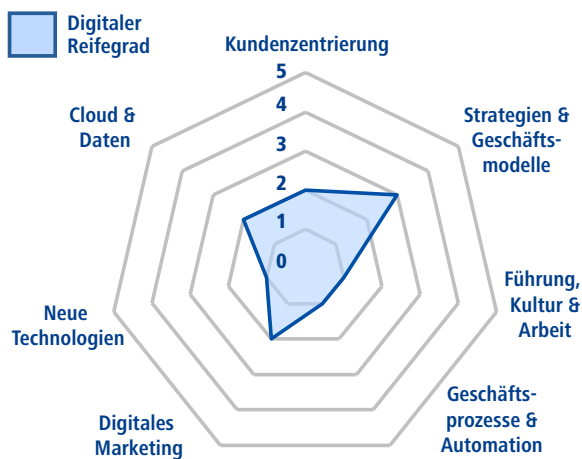 Digitaler
Reifegrad
Kundenzentrierung
5
4
3
2
1
0
Cloud &
Daten
Strategien &
Geschäfts-
modelle
Führung,
Kultur &
Arbeit
Neue
Technologien
Geschäfts-
prozesse &
Automation
Digitales
Marketing